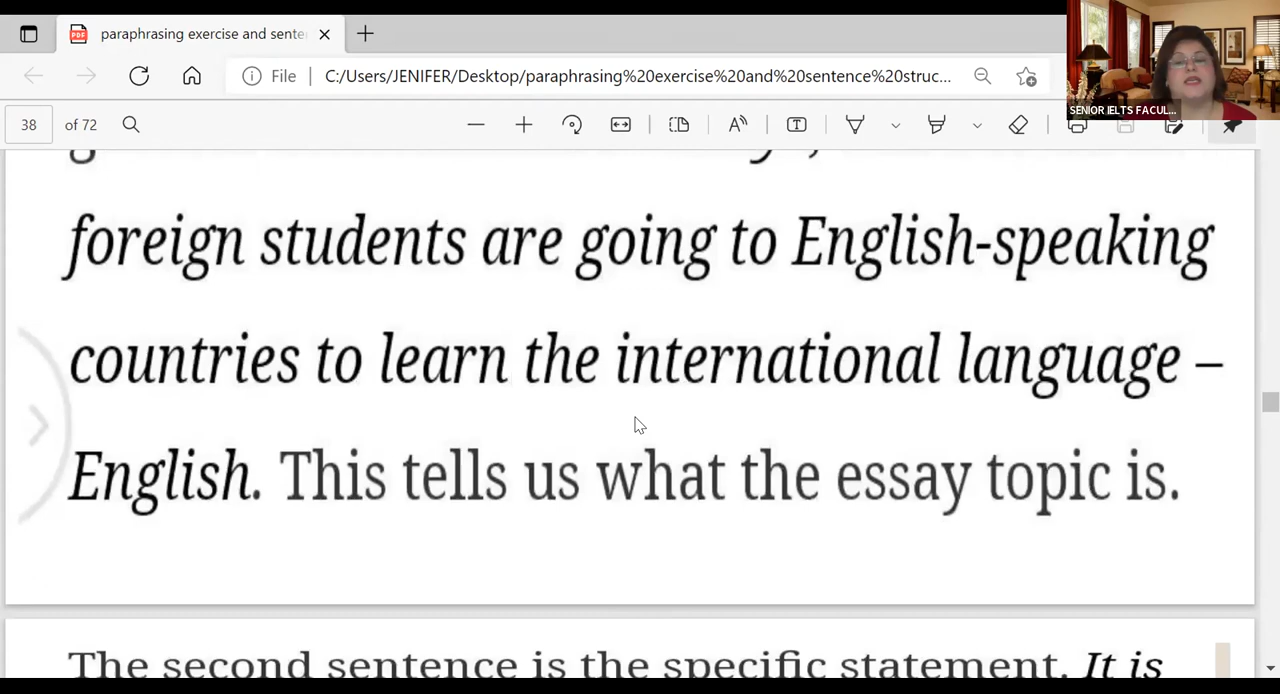 paraphrasing exercise and sente
File
C:/Users/JENIFER/Desktop/paraphrasing%20exercise%20and%20sentence%20struc...
SENIOR IELTS FACUL...
38 of 72
foreign students are going to English-speaking
countries to learn the international language –
English. This tells us what the essay topic is.
The second sentence is the specific statement. It is